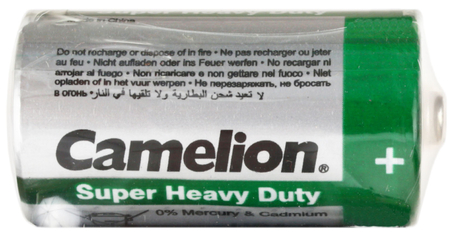 in China
Do not recharge or dispose of in fire • Ne pas recharger ou jeter
au feu • Nicht aufladen oder ins Feuer werfen • No recargar ni
arrojar al fuego • Non ricaricare e non gettare nel fuoco • Niet
opladen of in het vuur werpen • Не перезаряжать, не бросать
в огонь • لا تعيد شحن البطارية ولا تلقيها في النار
Camelion®
+
Super Heavy Duty
0% Mercury & Cadmium